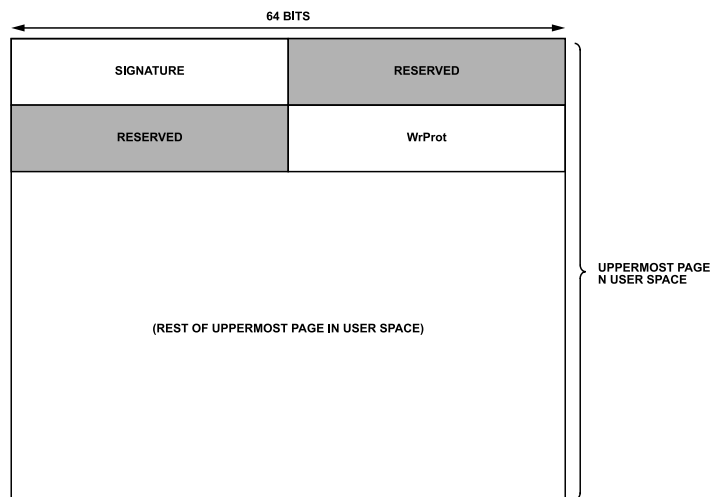 64 BITS
SIGNATURE
RESERVED
RESERVED
WrProt
UPPERMOST PAGE
N USER SPACE
(REST OF UPPERMOST PAGE IN USER SPACE)